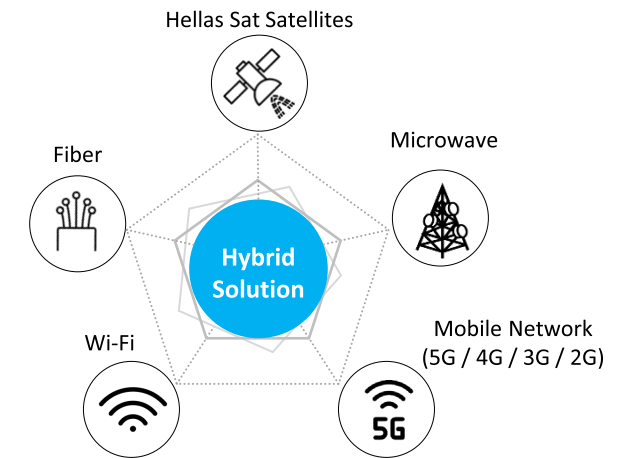 Hellas Sat Satellites
Microwave
Fiber
Hybrid
Solution
Mobile Network
(5G / 4G / 3G / 2G)
Wi-Fi
5G